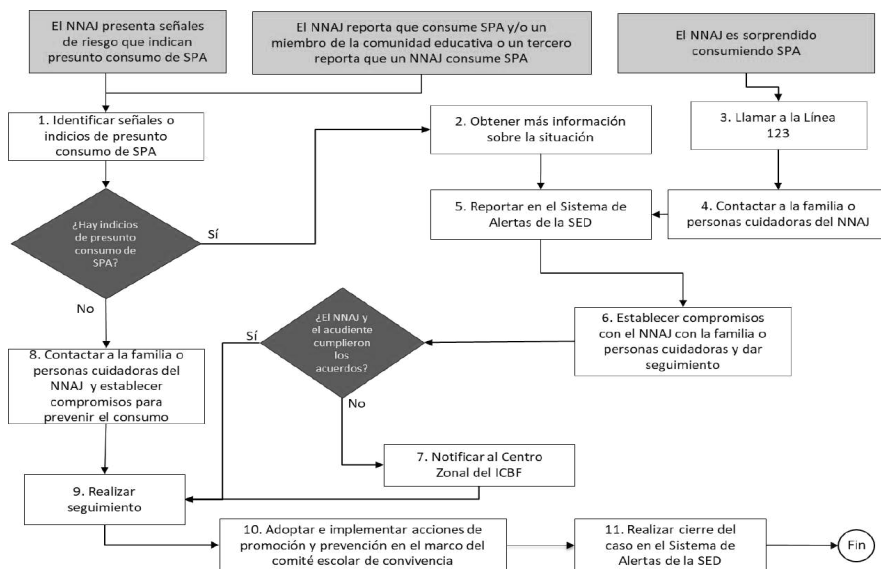 El NNAJ presenta señales
de riesgo que indican
presunto consumo de SPA
El NNAJ reporta que consume SPA y/o un
miembro de la comunidad educativa o un tercero
reporta que un NNAJ consume SPA
El NNAJ es sorprendido
consumiendo SPA
1. Identificar señales o
indicios de presunto
consumo de SPA
2. Obtener más información
sobre la situación
3. Llamar a la Línea
123
¿Hay indicios
de presunto
consumo de
SPA?
Sí
5. Reportar en el Sistema de
Alertas de la SED
4. Contactar a la familia o
personas cuidadoras del NNAJ
No
¿El NNAJ y
el acudiente
cumplieron
los
acuerdos?
Sí
6. Establecer compromisos
con el NNAJ con la familia o
personas cuidadoras y dar
seguimiento
8. Contactar a la familia o
personas cuidadoras del
NNAJ y establecer
compromisos para
prevenir el consumo
No
7. Notificar al Centro
Zonal del ICBF
9. Realizar
seguimiento
10. Adoptar e implementar acciones de
promoción y prevención en el marco del
comité escolar de convivencia
11. Realizar cierre del
caso en el Sistema de
Alertas de la SED
Fin